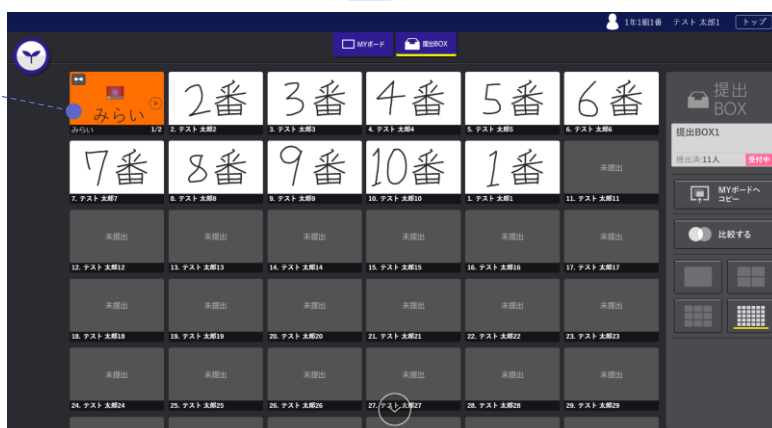 1年1組1番 テスト 太郎1 トップ
MYボード 提出BOX
みらい 2番 3番 4番 5番 6番
みらい 1/2 2. テスト 太郎2 3. テスト 太郎3 4. テスト 太郎4 5. テスト 太郎5 6. テスト 太郎6
7番 8番 9番 10番 1番 未提出
7. テスト 太郎7 8. テスト 太郎8 9. テスト 太郎9 10. テスト 太郎10 1. テスト 太郎1 11. テスト 太郎11
未提出 未提出 未提出 未提出 未提出 未提出
12. テスト 太郎12 13. テスト 太郎13 14. テスト 太郎14 15. テスト 太郎15 16. テスト 太郎16 17. テスト 太郎17
未提出 未提出 未提出 未提出 未提出 未提出
18. テスト 太郎18 19. テスト 太郎19 20. テスト 太郎20 21. テスト 太郎21 22. テスト 太郎22 23. テスト 太郎23
未提出 未提出 未提出 未提出 未提出 未提出
24. テスト 太郎24 25. テスト 太郎25 26. テスト 太郎26 27. テスト 太郎27 28. テスト 太郎28 29. テスト 太郎29
提出
BOX
提出BOX1
提出済:11人 受付中
MYボードへ
コピー
比較する